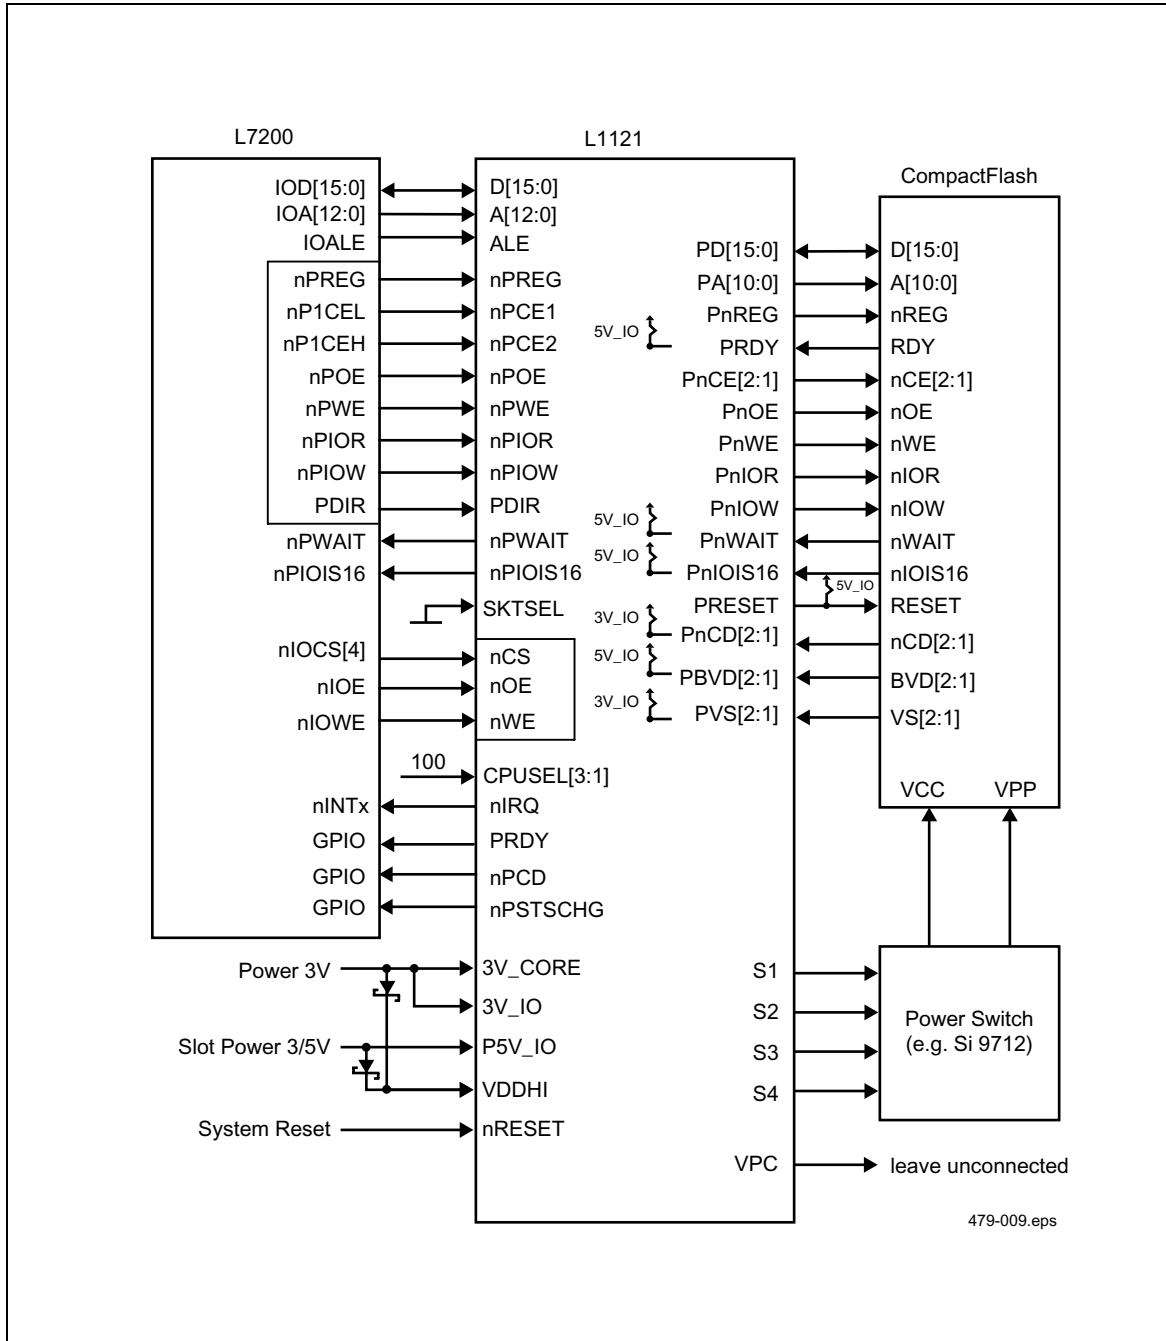 L7200
L1121
CompactFlash
IOD[15:0]
IOA[12:0]
IOALE
nPREG
nP1CEL
nP1CEH
nPOE
nPWE
nPIOR
nPIOW
PDIR
nPWAIT
nPIOIS16
nIOCS[4]
nIOE
nIOWE
nINTx
GPIO
GPIO
GPIO
D[15:0]
A[12:0]
ALE
nPREG
nPCE1
nPCE2
nPOE
nPWE
nPIOR
nPIOW
PDIR
nPWAIT
nPIOIS16
SKTSEL
nCS
nOE
nWE
100
CPUSEL[3:1]
nIRQ
PRDY
nPCD
nPSTSCHG
Power 3V
3V_CORE
3V_IO
Slot Power 3/5V
P5V_IO
VDDHI
System Reset
nRESET
5V_IO
5V_IO
5V_IO
3V_IO
5V_IO
3V_IO
PD[15:0]
PA[10:0]
PnREG
PRDY
PnCE[2:1]
PnOE
PnWE
PnIOR
PnIOW
PnWAIT
PnIOIS16
PRESET
PnCD[2:1]
PBVD[2:1]
PVS[2:1]
5V_IO
D[15:0]
A[10:0]
nREG
RDY
nCE[2:1]
nOE
nWE
nIOR
nIOW
nWAIT
nIOIS16
RESET
nCD[2:1]
BVD[2:1]
VS[2:1]
VCC VPP
S1
S2
S3
S4
Power Switch
(e.g. Si 9712)
VPC
leave unconnected
479-009.eps